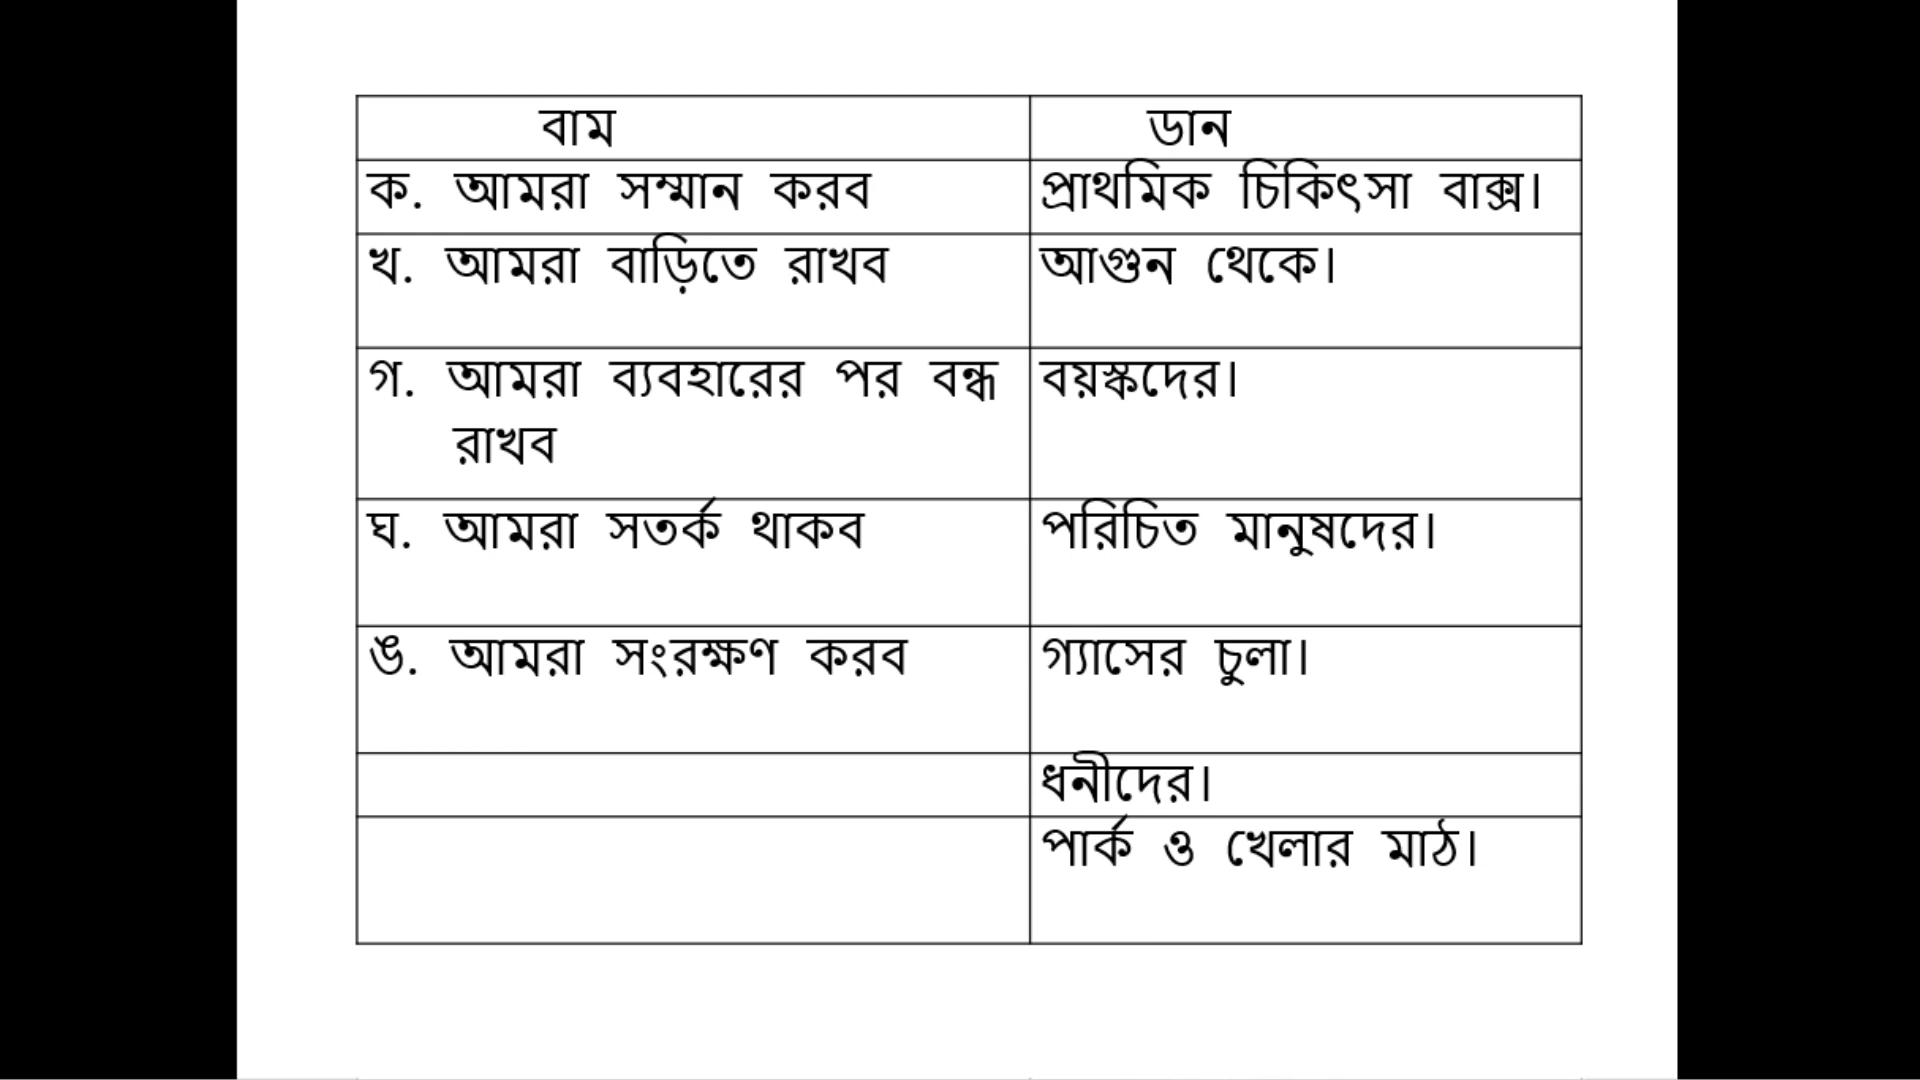 বাম ডান
ক. আমরা সম্মান করব প্রাথমিক চিকিৎসা বাক্স।
খ. আমরা বাড়িতে রাখব আগুন থেকে।
গ. আমরা ব্যবহারের পর বন্ধ বয়স্কদের।
রাখব
ঘ. আমরা সতর্ক থাকব পরিচিত মানুষদের।
ঙ. আমরা সংরক্ষণ করব গ্যাসের চুলা।
ধনীদের।
পার্ক ও খেলার মাঠ।